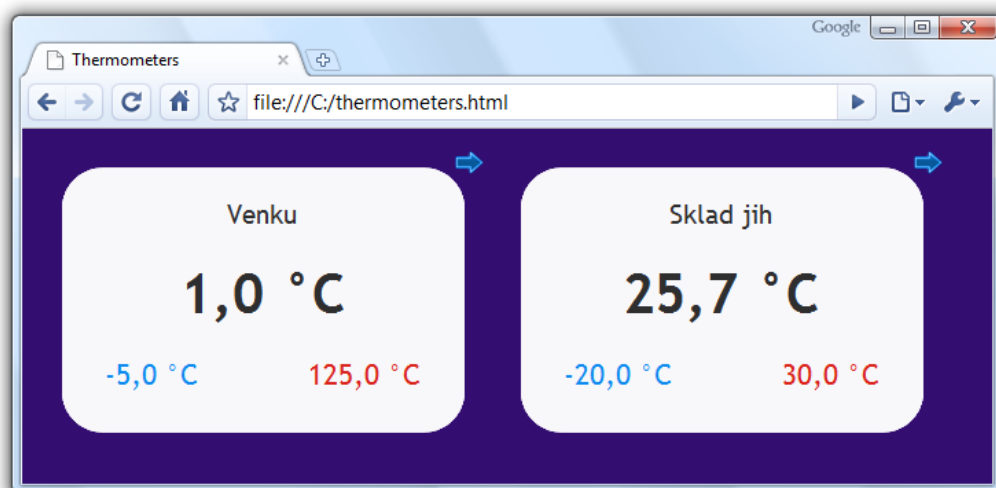 Google
Thermometers
file:///C:/thermometers.html
Venku
1,0 °C
-5,0 °C 125,0 °C
Sklad jih
25,7 °C
-20,0 °C 30,0 °C